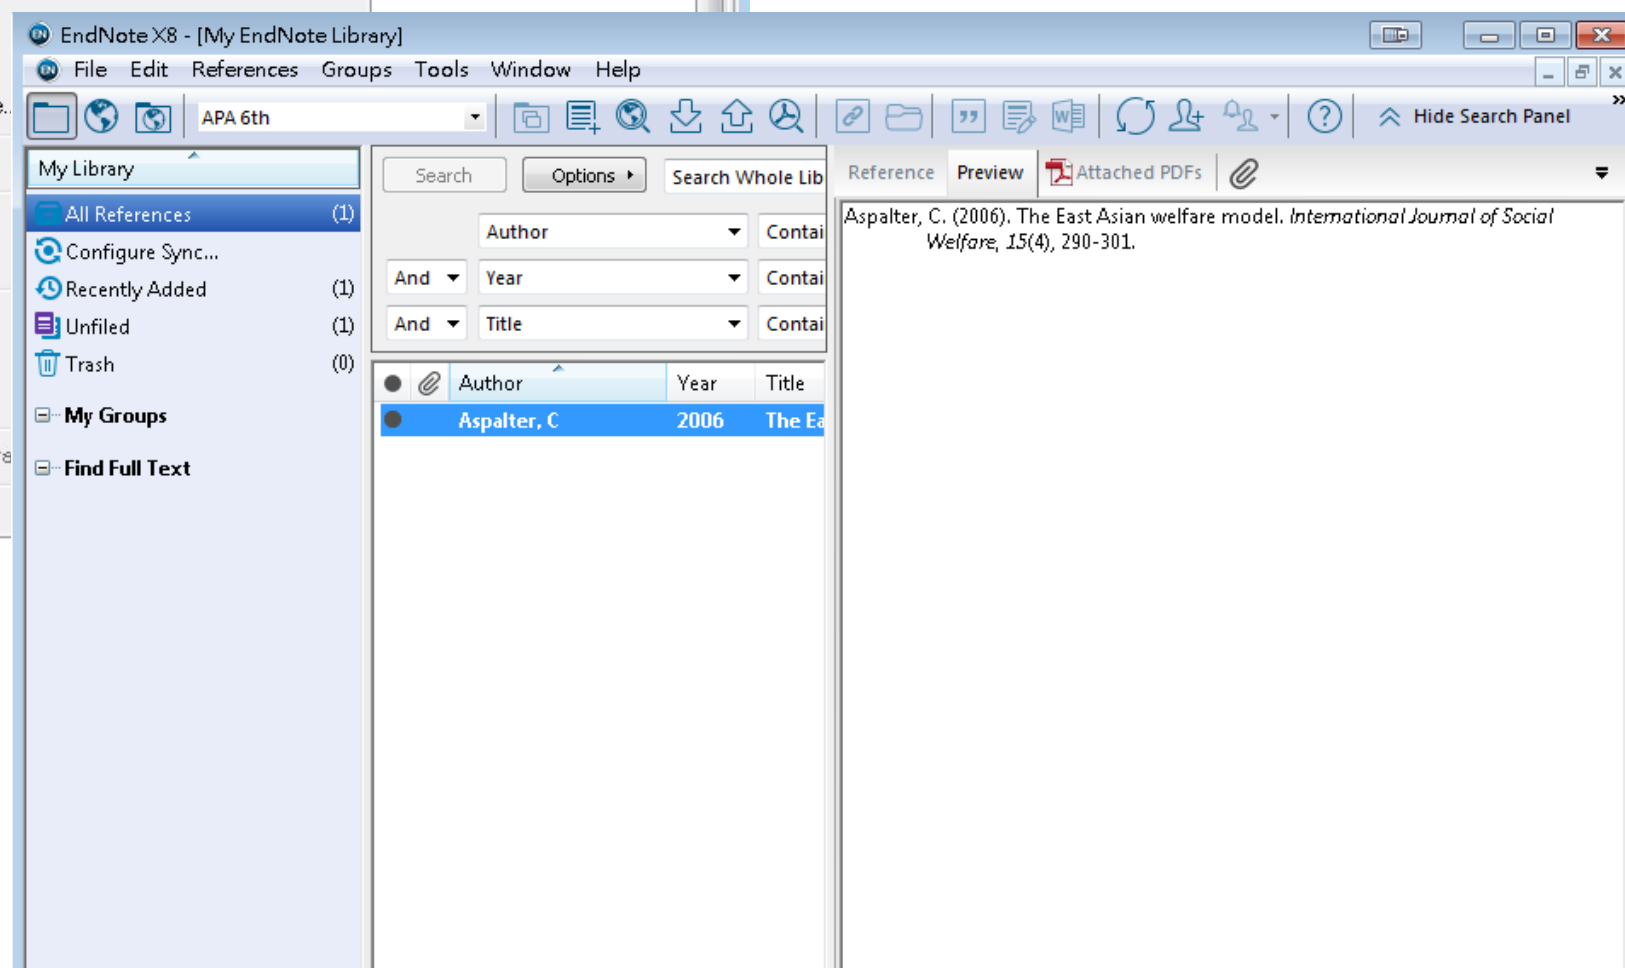 EndNote X8 - [My EndNote Library]
File Edit References Groups Tools Window Help
APA 6th
Hide Search Panel
My Library
All References (1)
Configure Sync...
Recently Added (1)
Unfiled (1)
Trash (0)
My Groups
Find Full Text
Search Options Search Whole Lib
Author Contai
And Year Contai
And Title Contai
Author Year Title
Aspalter, C 2006 The Ea
Reference Preview Attached PDFs
Aspalter, C. (2006). The East Asian welfare model. International Journal of Social
Welfare, 15(4), 290-301.